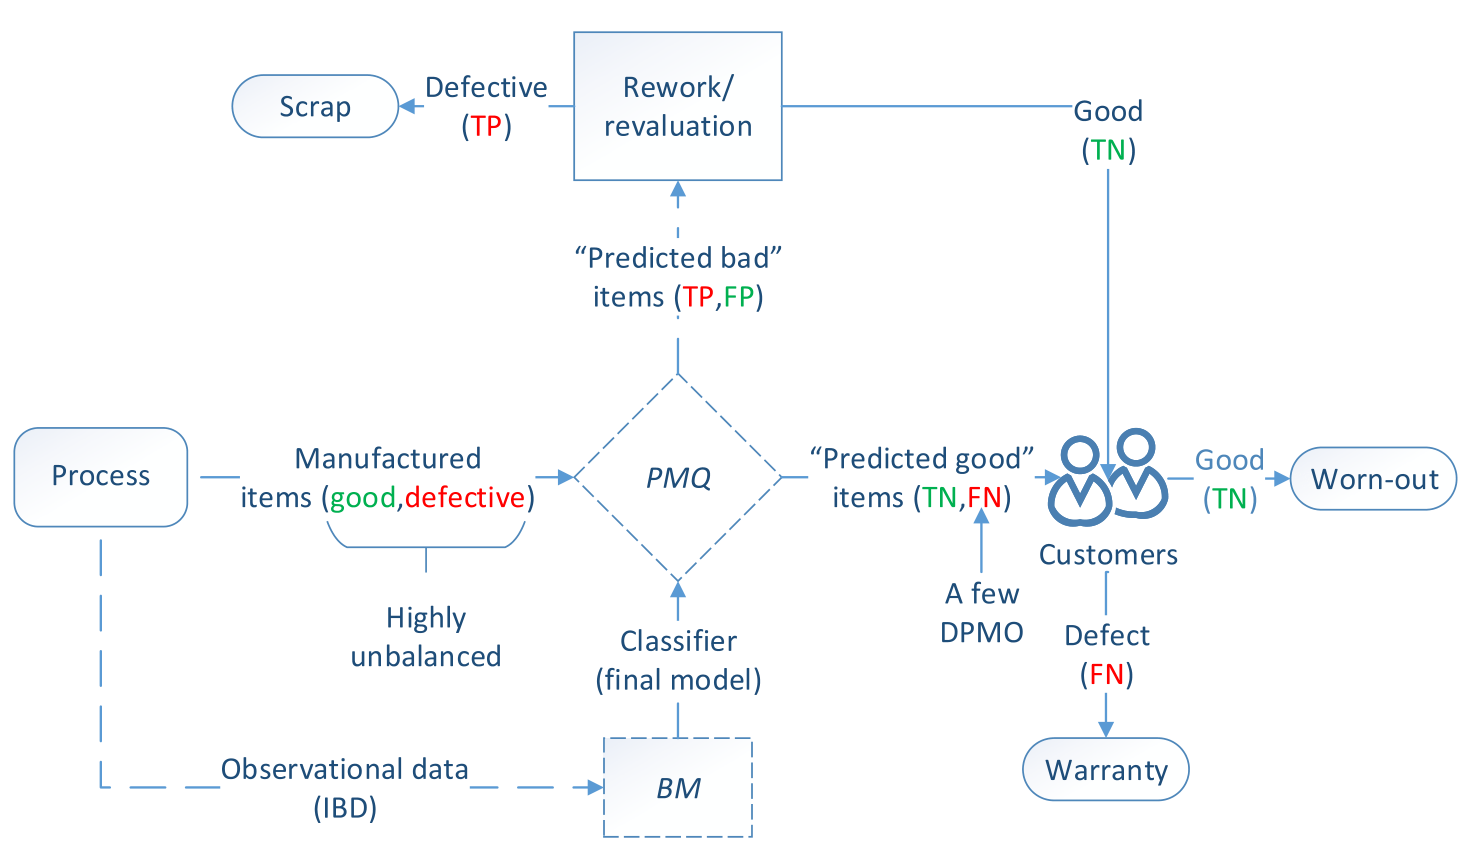 Scrap
Defective
(TP)
Rework/
revaluation
Good
(TN)
“Predicted bad”
items (TP,FP)
Process
Manufactured
items (good,defective)
PMQ
“Predicted good”
items (TN,FN)
Good
(TN)
Worn-out
Customers
A few
DPMO
Highly
unbalanced
Classifier
(final model)
Defect
(FN)
Observational data
(IBD)
BM
Warranty